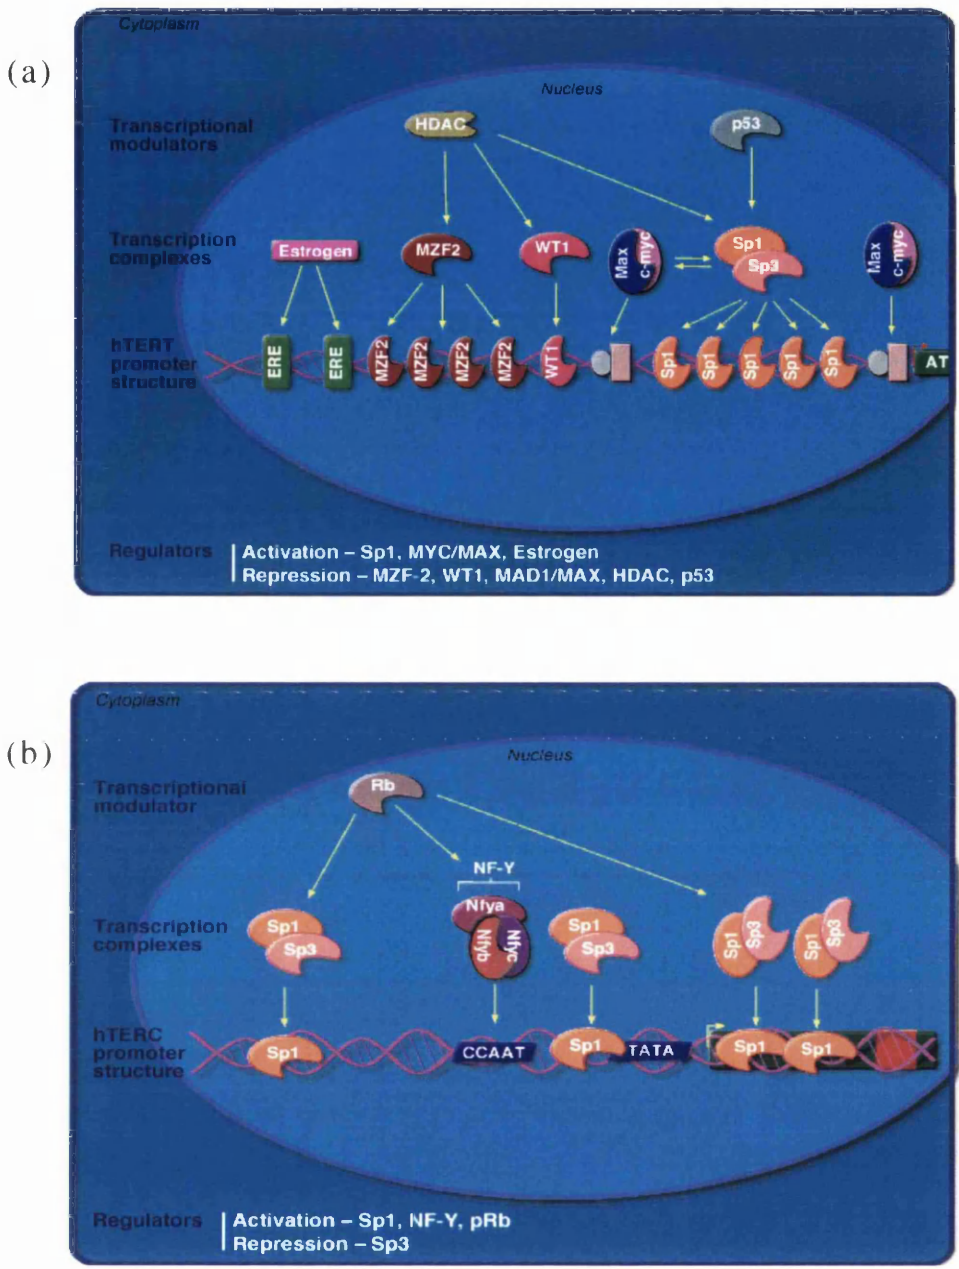 (a)
Cytoplasm
Nucleus
Transcriptional
modulators
HDAC
p53
Transcription
complexes
Estrogen
MZF2
WT1
Max
c-myc
Sp1
Sp3
Max
c-myc
hTERT
promoter
structure
ERE
ERE
MZF2
MZF2
MZF2
MZF2
WT1
Sp1
Sp1
Sp1
Sp1
Sp1
AT
Regulators
Activation – Sp1, MYC/MAX, Estrogen
Repression – MZF-2, WT1, MAD1/MAX, HDAC, p53
(b)
Cytoplasm
Nucleus
Transcriptional
modulator
Rb
NF-Y
Transcription
complexes
Sp1
Sp3
Nfya
Nfyb
Nfyc
Sp1
Sp3
Sp1
Sp3
Sp1
Sp3
hTERC
promoter
structure
Sp1
CCAAT
Sp1
TATA
Sp1
Sp1
Regulators
Activation – Sp1, NF-Y, pRb
Repression – Sp3